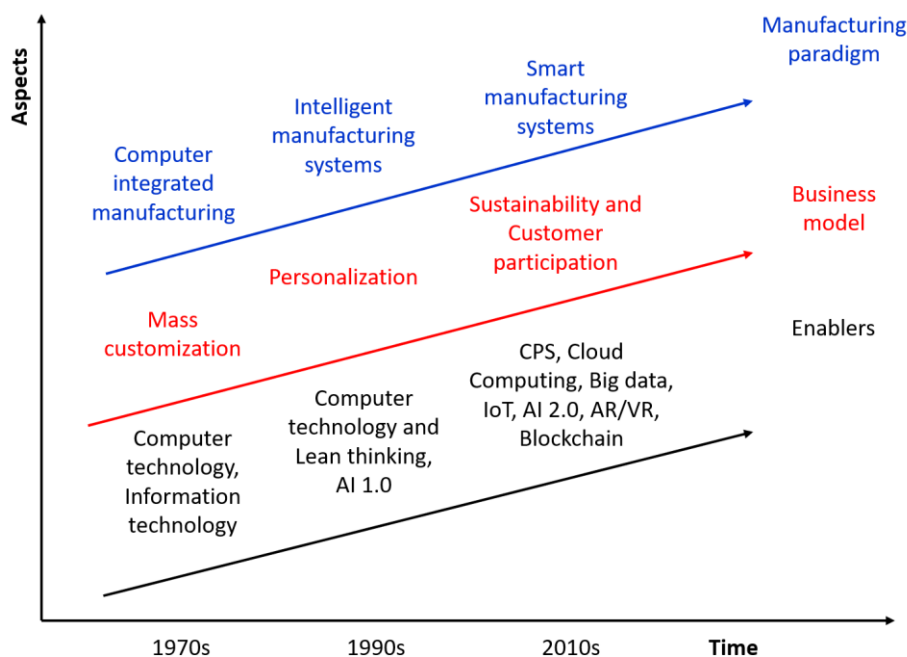 Aspects
Manufacturing
paradigm
Smart
manufacturing
systems
Intelligent
manufacturing
systems
Computer
integrated
manufacturing
Business
model
Sustainability and
Customer
participation
Personalization
Mass
customization
Enablers
CPS, Cloud
Computing, Big data,
IoT, AI 2.0, AR/VR,
Blockchain
Computer
technology and
Lean thinking,
AI 1.0
Computer
technology,
Information
technology
1970s
1990s
2010s
Time